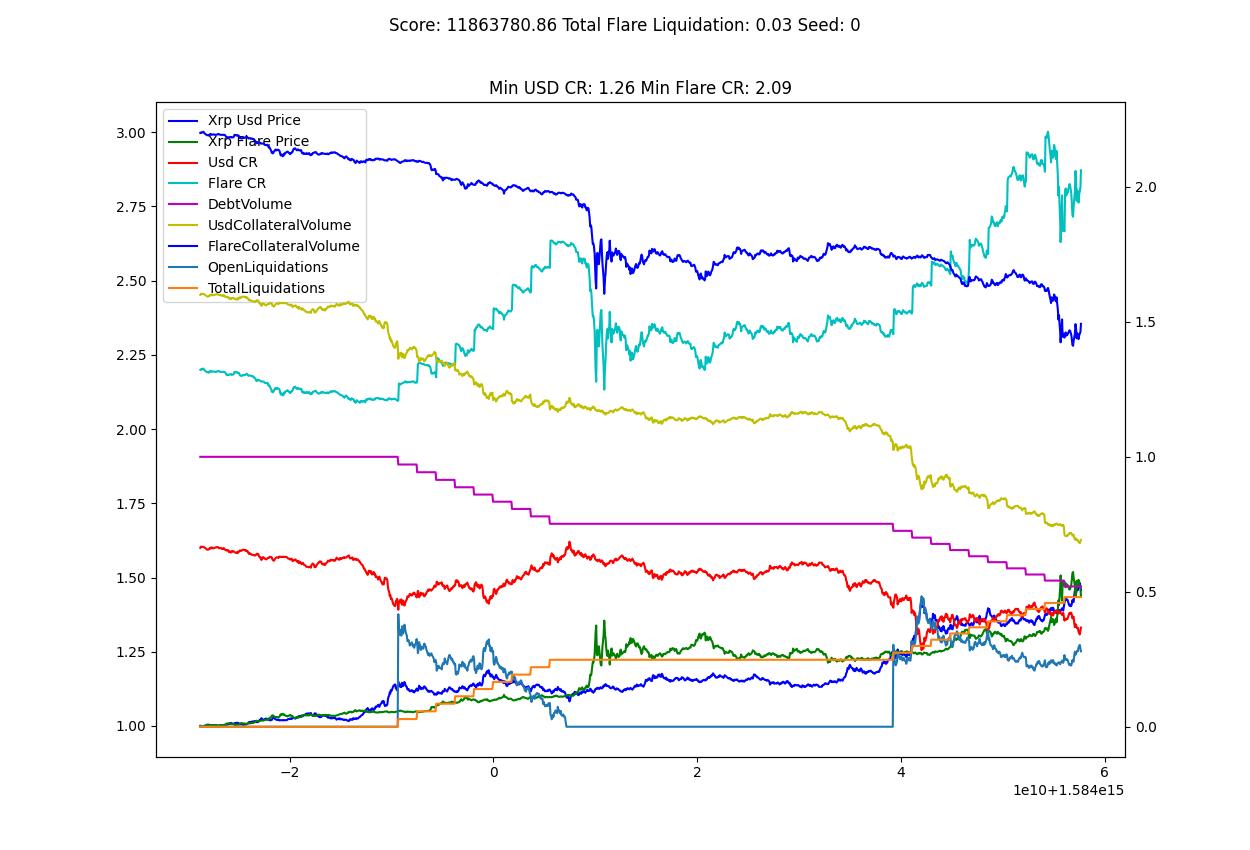 Score: 11863780.86 Total Flare Liquidation: 0.03 Seed: 0
Min USD CR: 1.26 Min Flare CR: 2.09
Xrp Usd Price
Xrp Flare Price
Usd CR
Flare CR
DebtVolume
UsdCollateralVolume
FlareCollateralVolume
OpenLiquidations
TotalLiquidations
3.00
2.75
2.50
2.25
2.00
1.75
1.50
1.25
1.00
2.0
1.5
1.0
0.5
0.0
−2
0
2
4
6
1e10+1.584e15